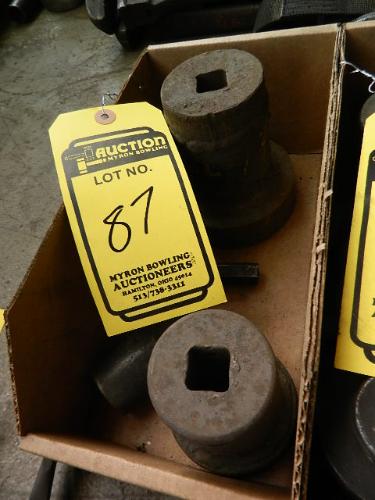 AUCTION
MYRON BOWLING
LOT NO.
87
MYRON BOWLING
AUCTIONEERS
HAMILTON, OHIO 45014
513/738-3311